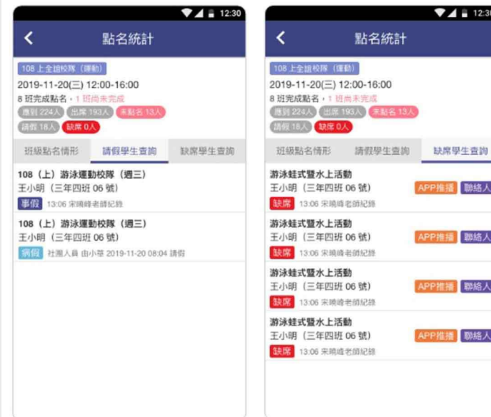 12:30
點名統計
108 上全誼校隊（運動）
2019-11-20(三) 12:00-16:00
8 班完成點名，1 班尚未完成
應到 224人 出席 193人 未點名 13人
請假 18人 缺席 0人
班級點名情形 請假學生查詢 缺席學生查詢
108（上）游泳運動校隊（週三）
王小明（三年四班 06 號）
事假 13:06 宋曉峰老師紀錄
108（上）游泳運動校隊（週三）
王小明（三年四班 06 號）
病假 社團人員 由小草 2019-11-20 08:04 請假
12:30
點名統計
108 上全誼校隊（運動）
2019-11-20(三) 12:00-16:00
8 班完成點名，1 班尚未完成
應到 224人 出席 193人 未點名 13人
請假 18人 缺席 0人
班級點名情形 請假學生查詢 缺席學生查詢
游泳蛙式暨水上活動
王小明（三年四班 06 號） APP推播 聯絡人
缺席 13:06 宋曉峰老師紀錄
游泳蛙式暨水上活動
王小明（三年四班 06 號） APP推播 聯絡人
缺席 13:06 宋曉峰老師紀錄
游泳蛙式暨水上活動
王小明（三年四班 06 號） APP推播 聯絡人
缺席 13:06 宋曉峰老師紀錄
游泳蛙式暨水上活動
王小明（三年四班 06 號） APP推播 聯絡人
缺席 13:06 宋曉峰老師紀錄